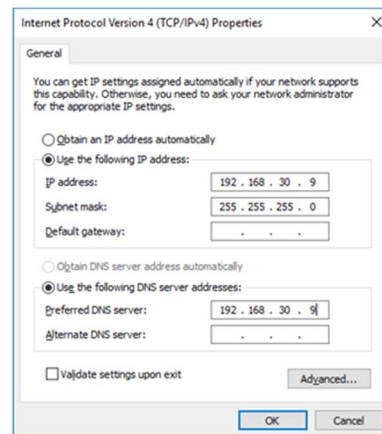 Internet Protocol Version 4 (TCP/IPv4) Properties
General
You can get IP settings assigned automatically if your network supports
this capability. Otherwise, you need to ask your network administrator
for the appropriate IP settings.
Obtain an IP address automatically
Use the following IP address:
IP address: 192 . 168 . 30 . 9
Subnet mask: 255 . 255 . 255 . 0
Default gateway: . . .
Obtain DNS server address automatically
Use the following DNS server addresses:
Preferred DNS server: 192 . 168 . 30 . 9
Alternate DNS server: . . .
Validate settings upon exit
Advanced...
OK Cancel